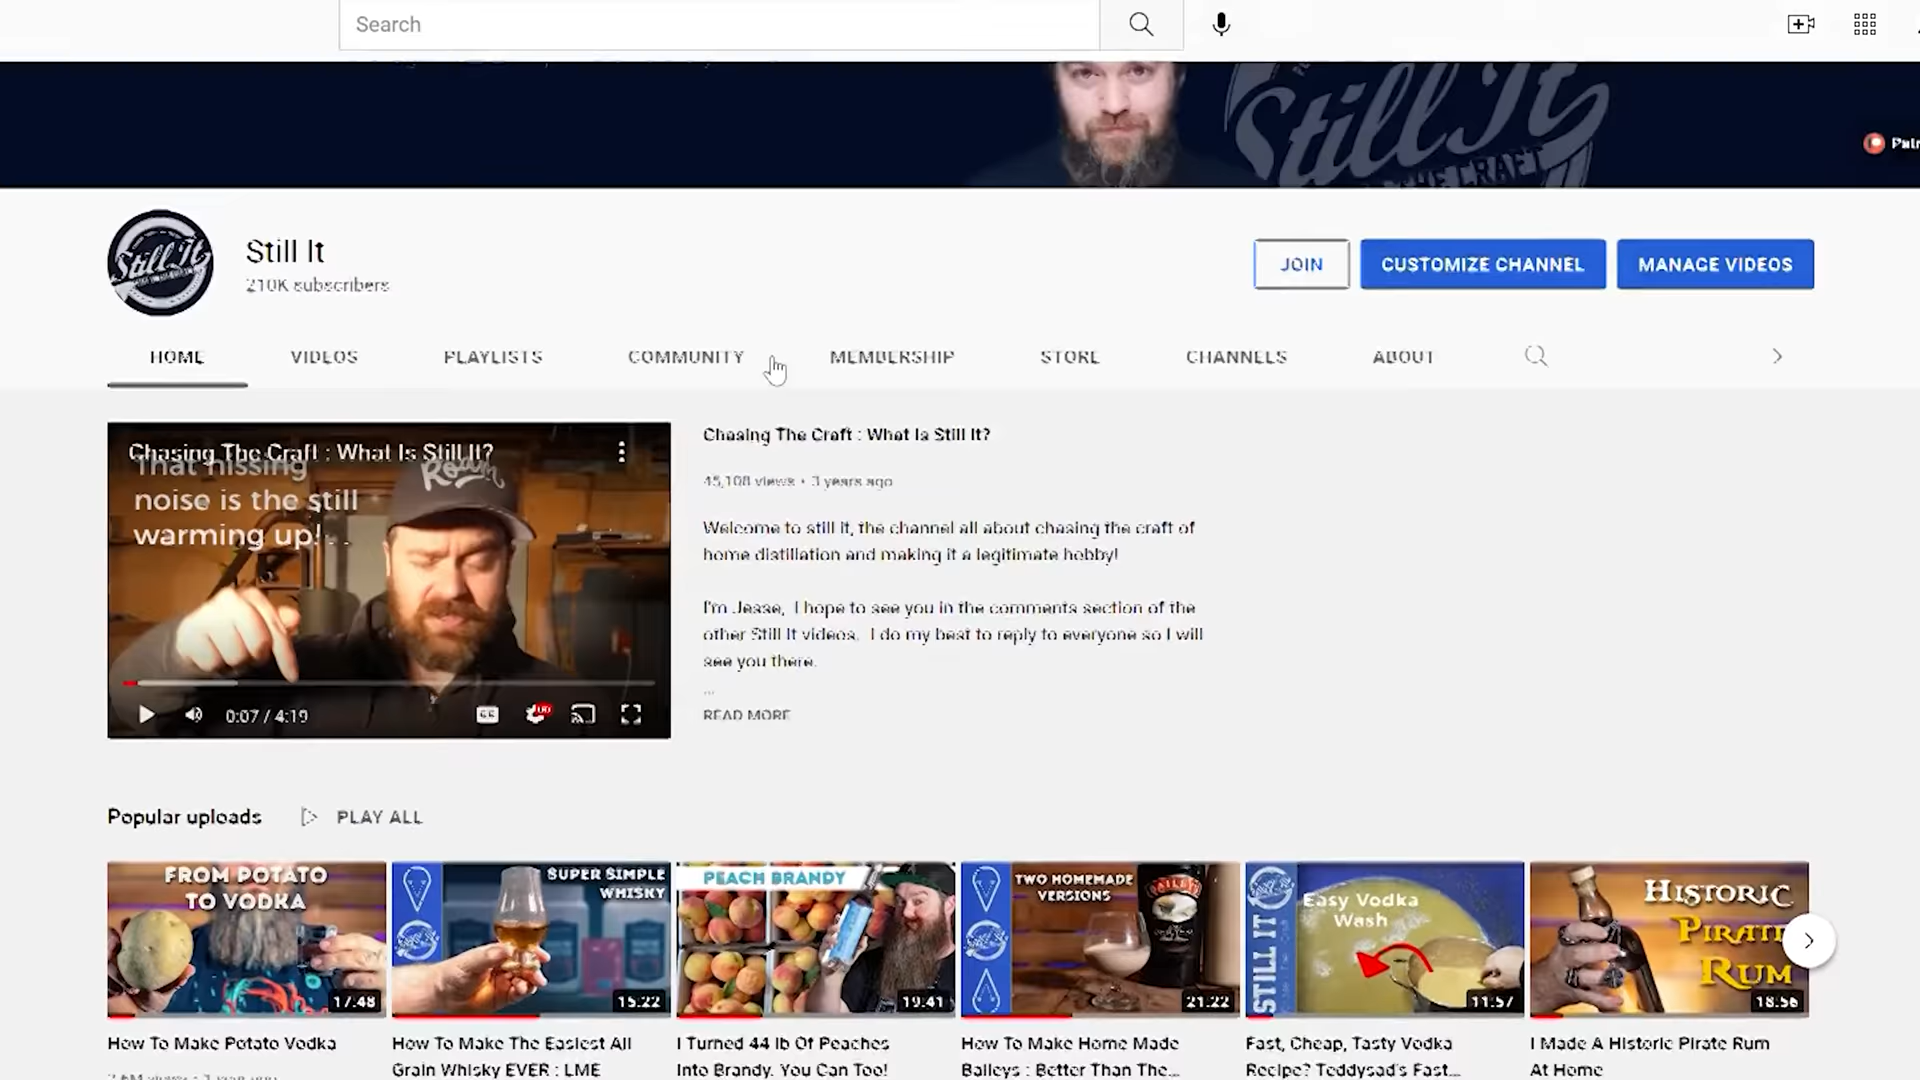 Search
Still It
THE CRAFT
Still It
Still It
210K subscribers
JOIN
CUSTOMIZE CHANNEL
MANAGE VIDEOS
HOME
VIDEOS
PLAYLISTS
COMMUNITY
MEMBERSHIP
STORE
CHANNELS
ABOUT
Chasing The Craft : What Is Still It?
That hissing
noise is the still
warming up!
0:07 / 4:19
Chasing The Craft : What Is Still It?
45,108 views • 3 years ago
Welcome to still it, the channel all about chasing the craft of
home distillation and making it a legitimate hobby!
I'm Jesse, I hope to see you in the comments section of the
other Still It videos. I do my best to reply to everyone so I will
see you there.
...
READ MORE
Popular uploads
PLAY ALL
FROM POTATO
TO VODKA
17:48
SUPER SIMPLE
WHISKY
15:22
PEACH BRANDY
19:41
TWO HOMEMADE
VERSIONS
BAILEYS
21:22
STILL IT
Easy Vodka
Wash
11:57
HISTORIC
PIRATE
RUM
18:56
How To Make Potato Vodka
How To Make The Easiest All
Grain Whisky EVER : LME
I Turned 44 lb Of Peaches
Into Brandy. You Can Too!
How To Make Home Made
Baileys : Better Than The...
Fast, Cheap, Tasty Vodka
Recipe? Teddysad's Fast...
I Made A Historic Pirate Rum
At Home